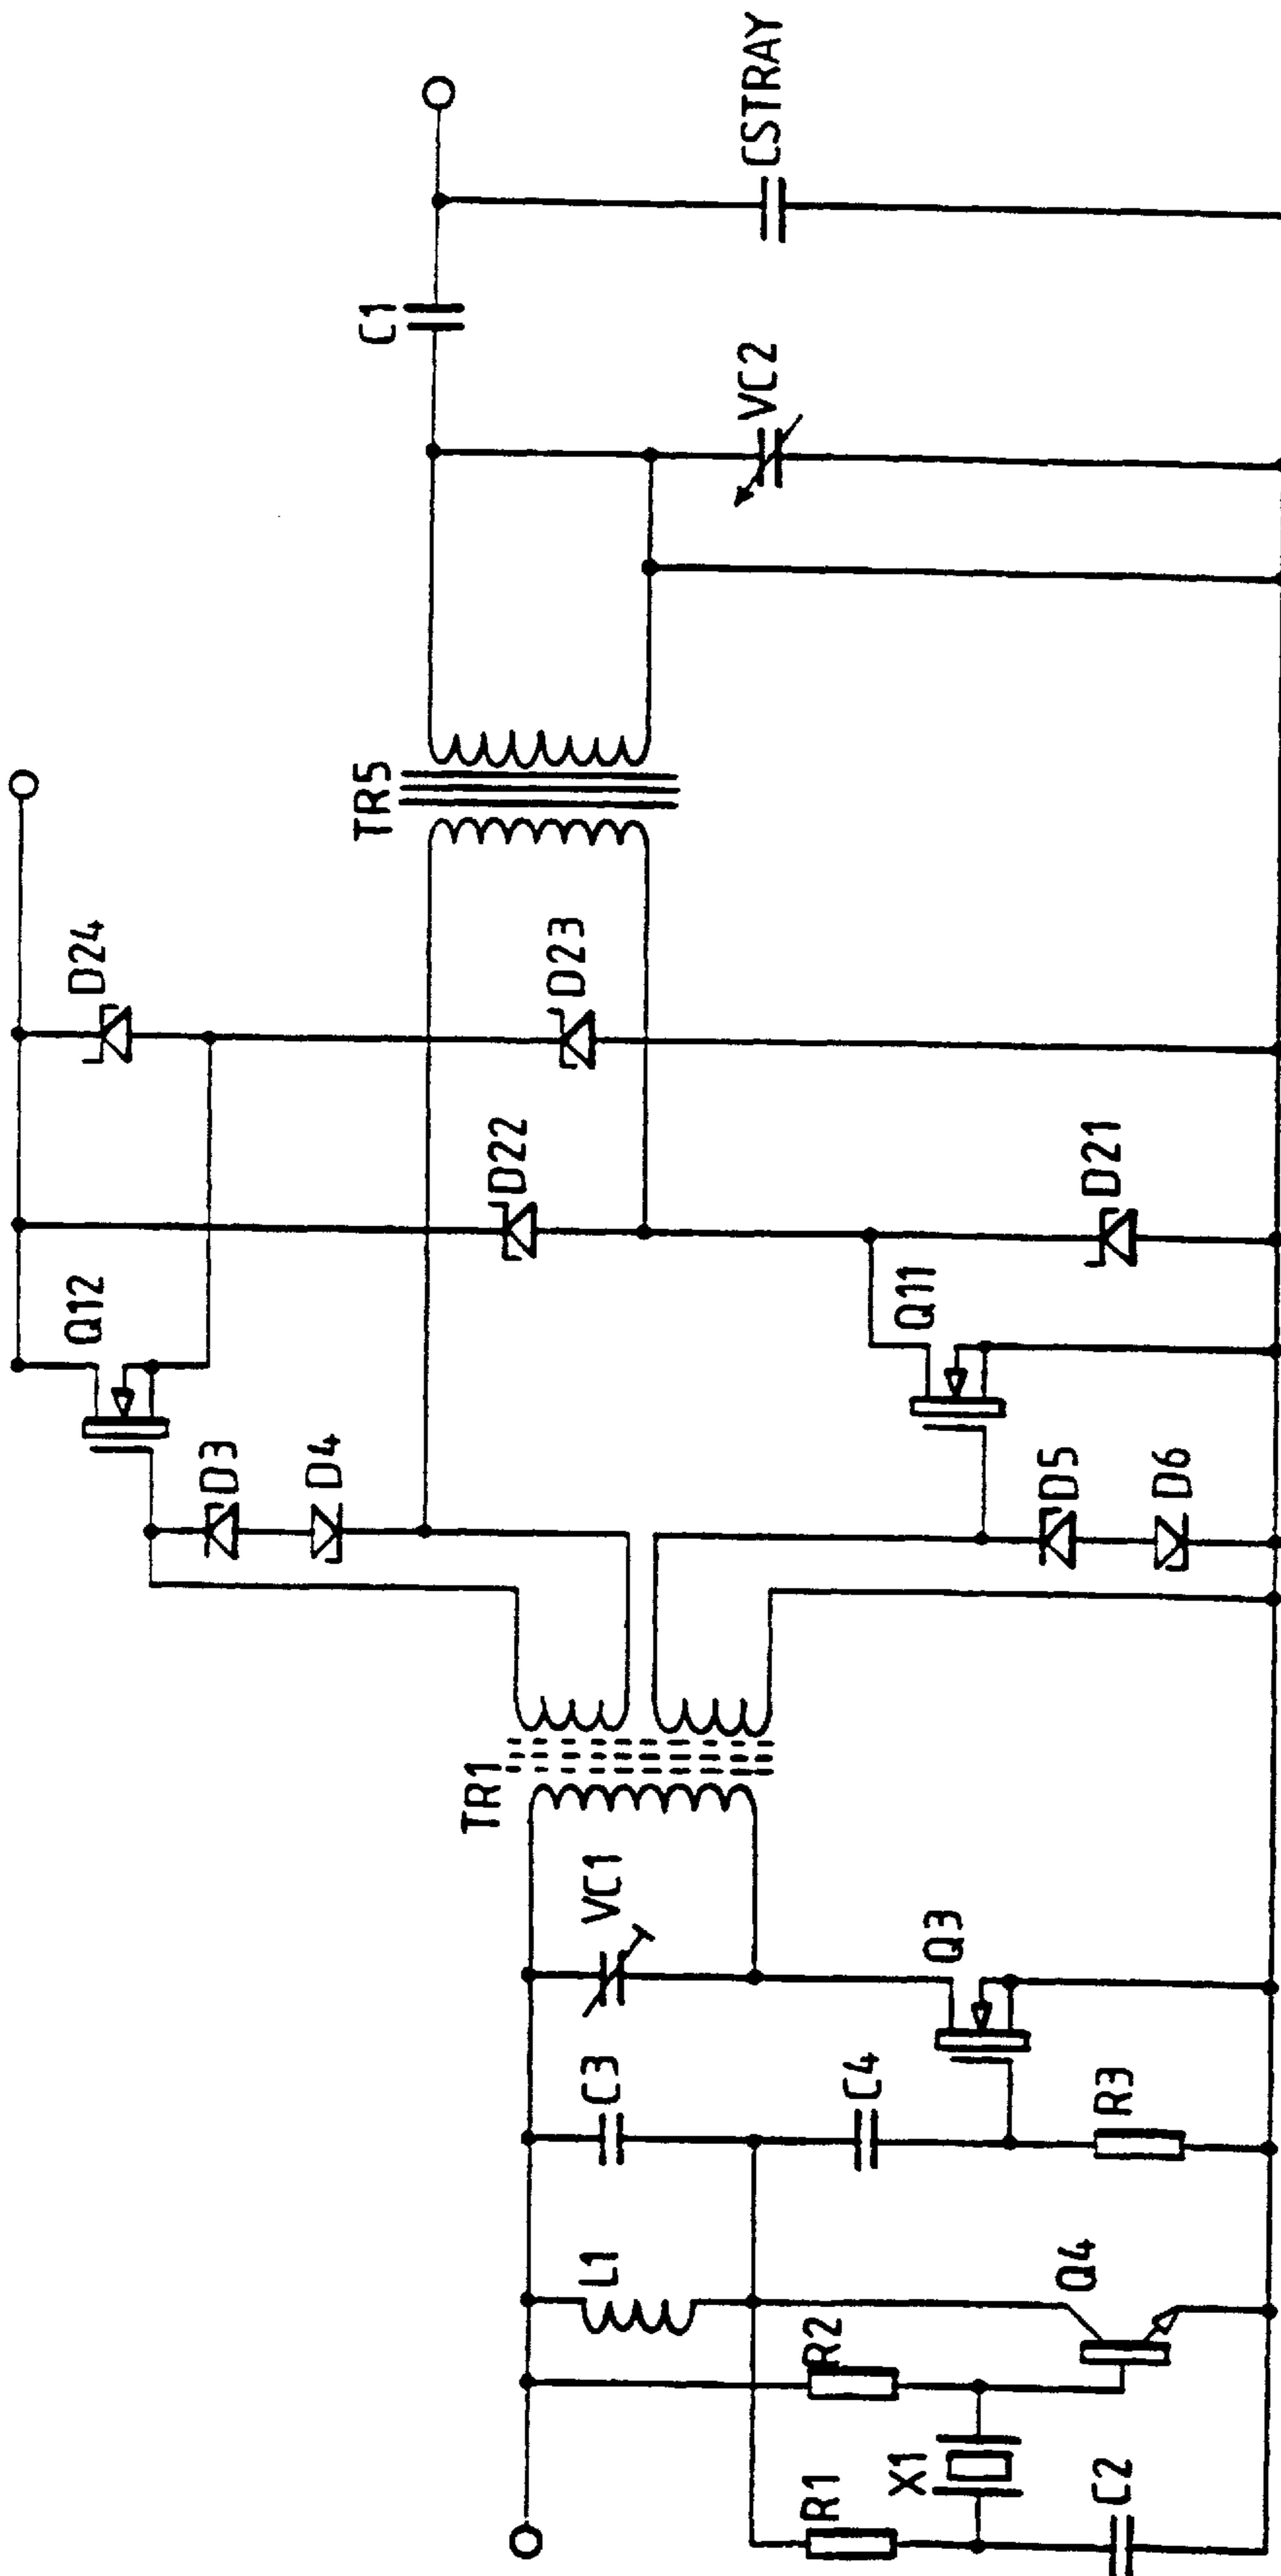 R1
X1
C2
R2
L1
Q4
C3
C4
R3
VC1
Q3
TR1
D3
D4
D5
D6
Q12
Q11
D22
D21
D24
D23
TR5
VC2
C1
CSTRAY